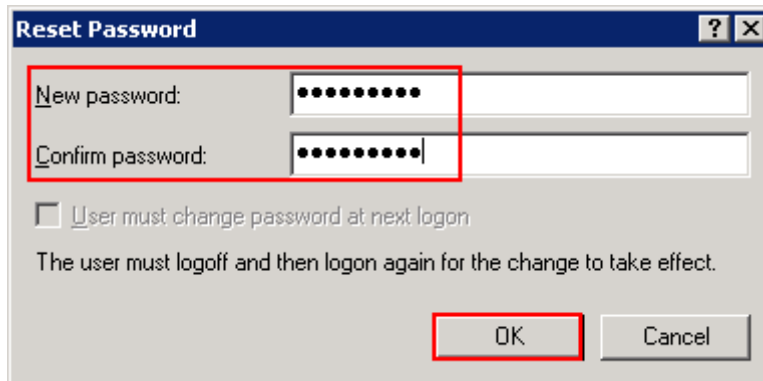 Reset Password
New password: •••••••••
Confirm password: •••••••••
User must change password at next logon
The user must logoff and then logon again for the change to take effect.
OK Cancel